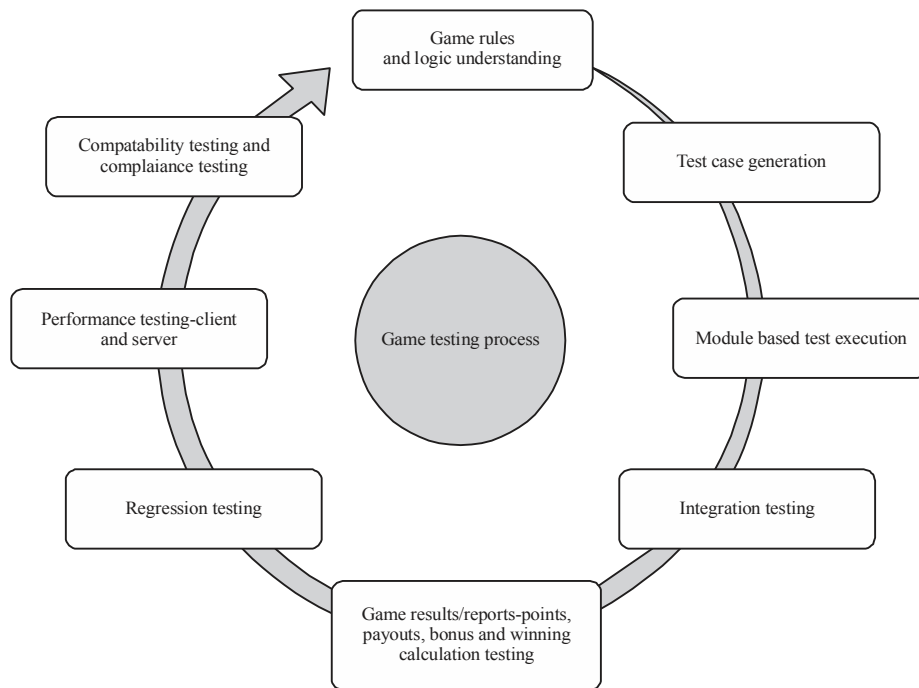 Game rules
and logic understanding
Test case generation
Module based test execution
Integration testing
Game results/reports-points,
payouts, bonus and winning
calculation testing
Regression testing
Performance testing-client
and server
Compatability testing and
complaiance testing
Game testing process